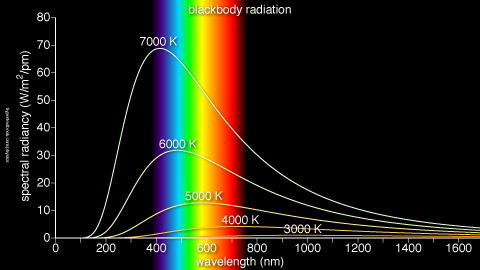 blackbody radiation
spectral radiancy (W/m²/pm)
80
70
60
50
40
30
20
10
0
7000 K
6000 K
5000 K
4000 K
3000 K
0 200 400 600 800 1000 1200 1400 1600
wavelength (nm)